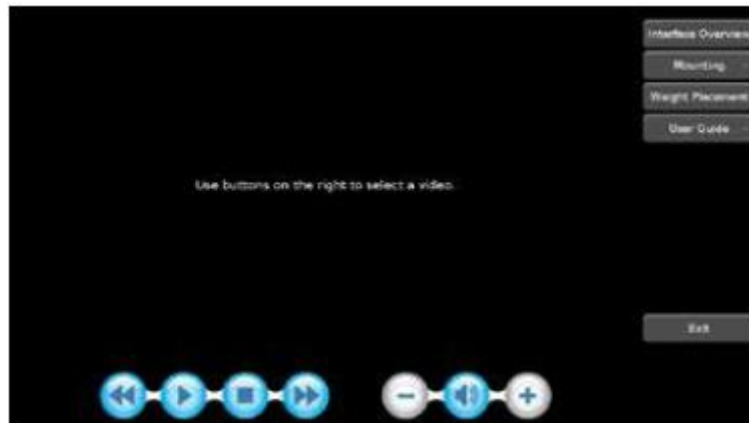 Interface Overview
Mounting
Weight Placement
User Guide
Use buttons on the right to select a video.
Exit